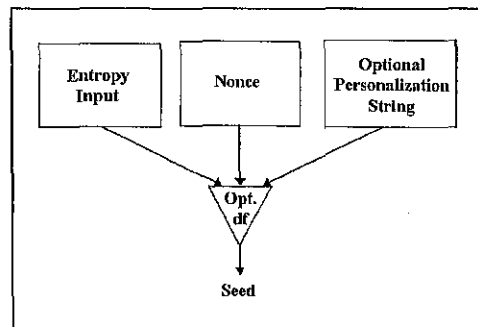 Entropy
Input
Nonce
Optional
Personalization
String
Opt.
df
Seed